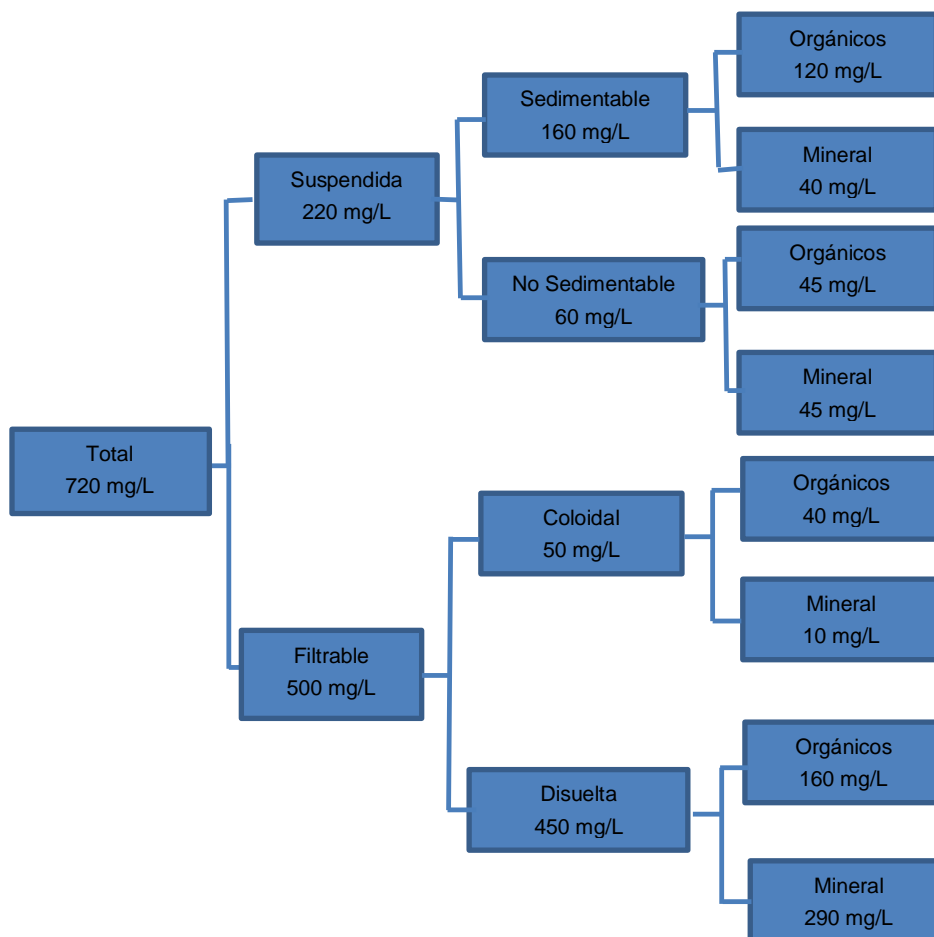 Orgánicos
120 mg/L
Sedimentable
160 mg/L
Mineral
40 mg/L
Suspendida
220 mg/L
Orgánicos
45 mg/L
No Sedimentable
60 mg/L
Mineral
45 mg/L
Total
720 mg/L
Orgánicos
40 mg/L
Coloidal
50 mg/L
Mineral
10 mg/L
Filtrable
500 mg/L
Orgánicos
160 mg/L
Disuelta
450 mg/L
Mineral
290 mg/L